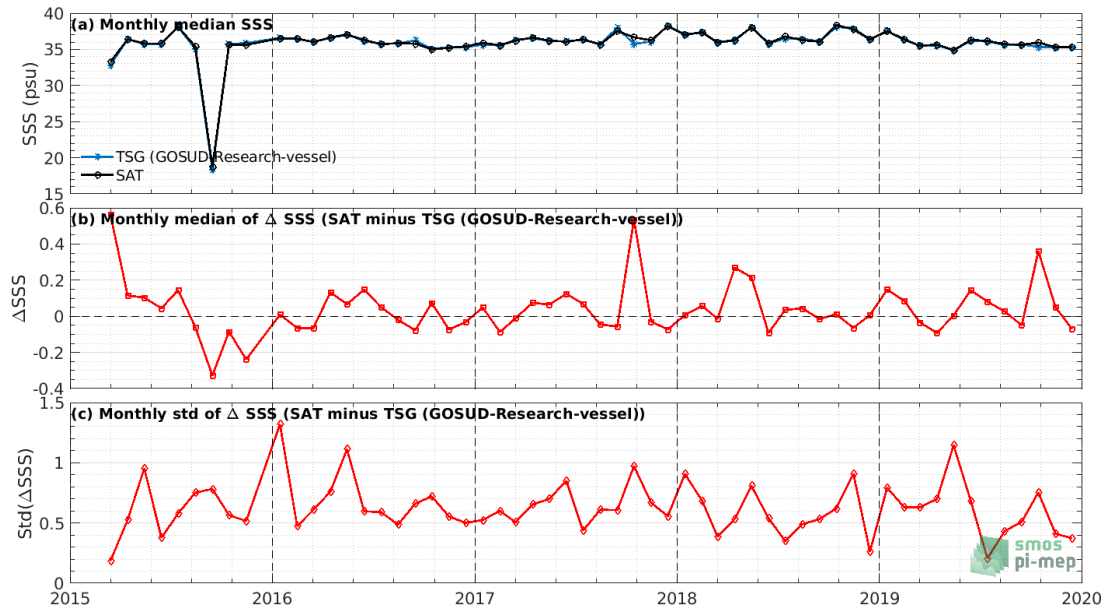 (a) Monthly median SSS
40
35
30
25
20
15
SSS (psu)
TSG (GOSUD-Research-vessel)
SAT
(b) Monthly median of Δ SSS (SAT minus TSG (GOSUD-Research-vessel))
0.6
0.4
0.2
0
-0.2
-0.4
ΔSSS
(c) Monthly std of Δ SSS (SAT minus TSG (GOSUD-Research-vessel))
1.5
1
0.5
0
Std(ΔSSS)
smos
pi-mep
2015 2016 2017 2018 2019 2020